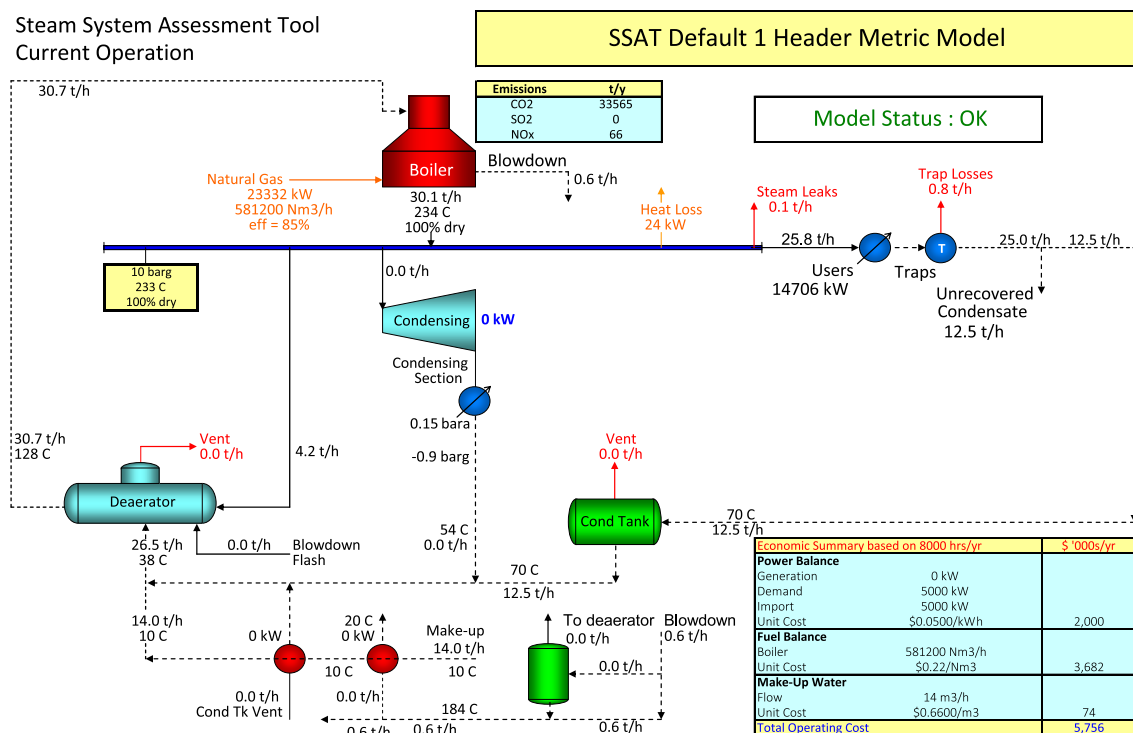 Steam System Assessment Tool
Current Operation
SSAT Default 1 Header Metric Model
30.7 t/h
Emissions t/y
CO2 33565
SO2 0
NOx 66
Model Status : OK
Boiler
Blowdown
0.6 t/h
Natural Gas
23332 kW
581200 Nm3/h
eff = 85%
30.1 t/h
234 C
100% dry
Heat Loss
24 kW
Steam Leaks
0.1 t/h
Trap Losses
0.8 t/h
25.8 t/h
T
25.0 t/h
12.5 t/h
Users
14706 kW
Traps
Unrecovered
Condensate
12.5 t/h
10 barg
233 C
100% dry
0.0 t/h
Condensing
0 kW
Condensing
Section
0.15 bara
-0.9 barg
30.7 t/h
128 C
Vent
0.0 t/h
4.2 t/h
Deaerator
Vent
0.0 t/h
Cond Tank
70 C
12.5 t/h
26.5 t/h
38 C
0.0 t/h
Blowdown
Flash
54 C
0.0 t/h
70 C
12.5 t/h
14.0 t/h
10 C
0 kW
20 C
0 kW
Make-up
14.0 t/h
10 C
10 C
To deaerator
0.0 t/h
Blowdown
0.6 t/h
0.0 t/h
0.0 t/h
Cond Tk Vent
0.0 t/h
184 C
0.6 t/h
0.6 t/h
0.6 t/h
Economic Summary based on 8000 hrs/yr $ '000s/yr
Power Balance
Generation 0 kW
Demand 5000 kW
Import 5000 kW
Unit Cost $0.0500/kWh 2,000
Fuel Balance
Boiler 581200 Nm3/h
Unit Cost $0.22/Nm3 3,682
Make-Up Water
Flow 14 m3/h
Unit Cost $0.6600/m3 74
Total Operating Cost 5,756